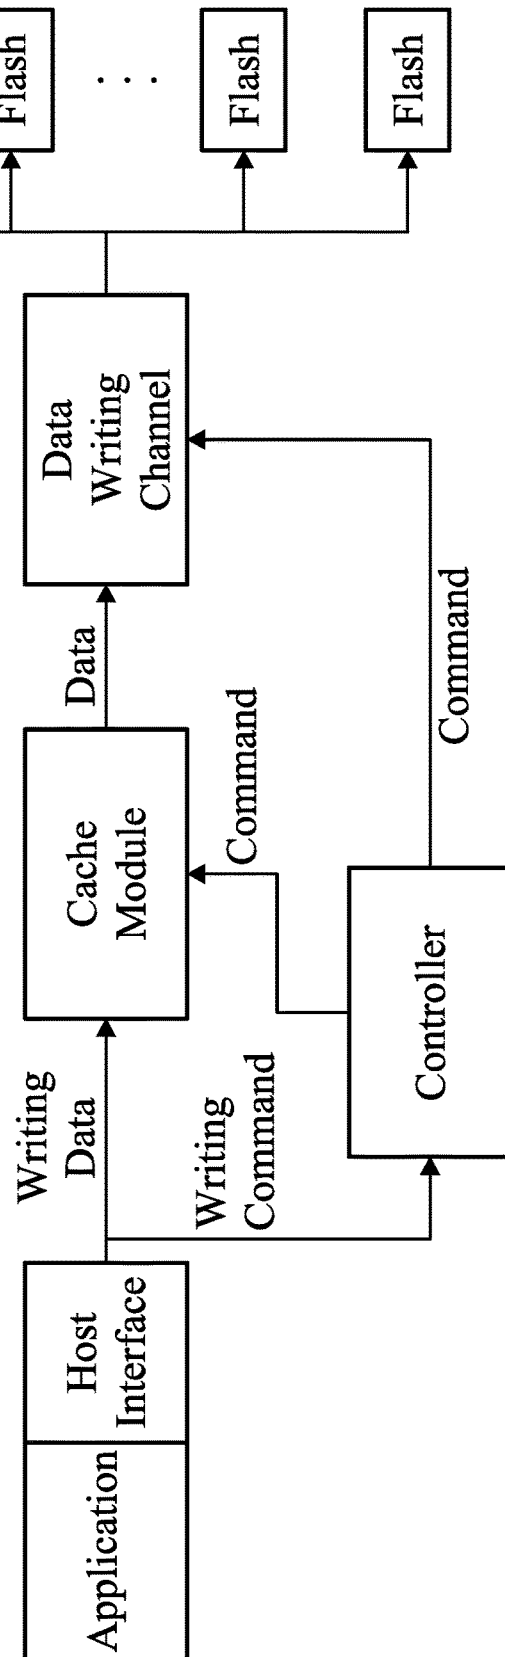 Application
Host
Interface
Writing
Data
Writing
Command
Cache
Module
Controller
Command
Data
Command
Data
Writing
Channel
Flash
. . .
Flash
Flash